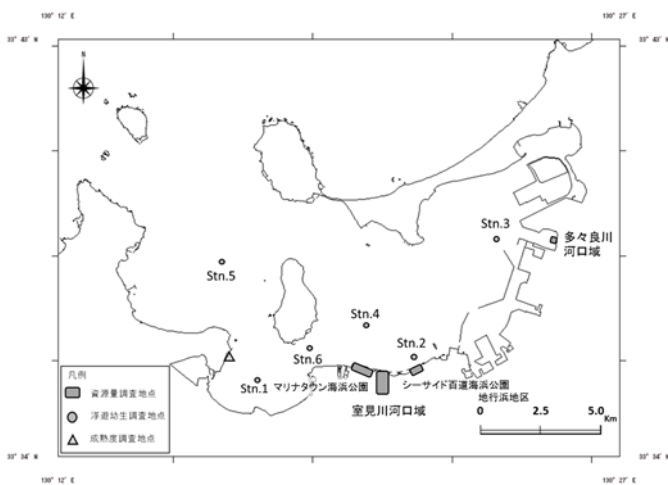 130° 12' E
130° 27' E
33° 40' N
33° 40' N
N
Stn.3
多々良川
河口域
Stn.5
Stn.4
Stn.2
Stn.6
Stn.1
マリナタウン海浜公園
シーサイド百道海浜公園
地行浜地区
室見川河口域
凡例
資源量調査地点
浮遊幼生調査地点
成熟度調査地点
0 2.5 5.0
Km
33° 34' N
33° 34' N
130° 12' E
130° 27' E